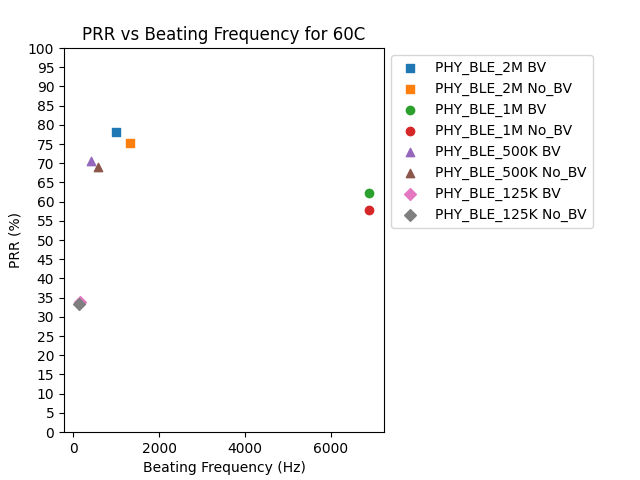 PRR vs Beating Frequency for 60C
100
95
90
85
80
75
70
65
60
55
50
45
40
35
30
25
20
15
10
5
0
PRR (%)
0 2000 4000 6000
Beating Frequency (Hz)
PHY_BLE_2M BV
PHY_BLE_2M No_BV
PHY_BLE_1M BV
PHY_BLE_1M No_BV
PHY_BLE_500K BV
PHY_BLE_500K No_BV
PHY_BLE_125K BV
PHY_BLE_125K No_BV